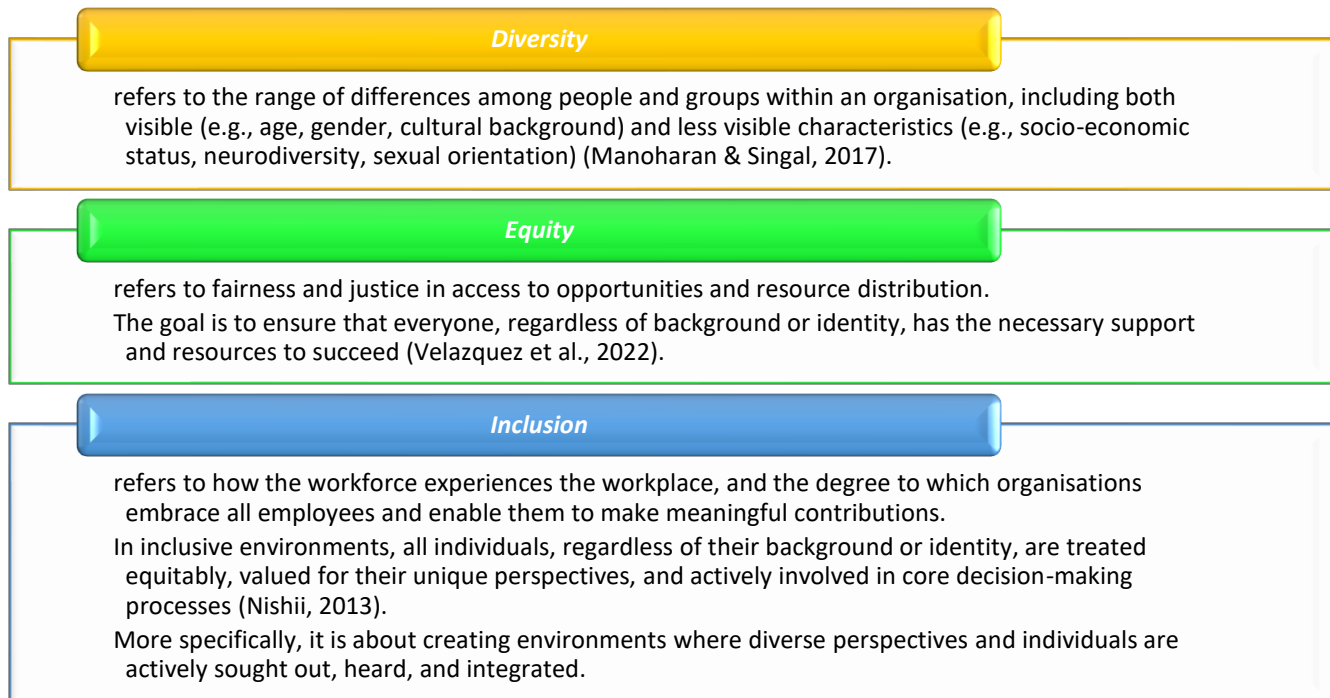 Diversity
refers to the range of differences among people and groups within an organisation, including both
visible (e.g., age, gender, cultural background) and less visible characteristics (e.g., socio-economic
status, neurodiversity, sexual orientation) (Manoharan & Singal, 2017).
Equity
refers to fairness and justice in access to opportunities and resource distribution.
The goal is to ensure that everyone, regardless of background or identity, has the necessary support
and resources to succeed (Velazquez et al., 2022).
Inclusion
refers to how the workforce experiences the workplace, and the degree to which organisations
embrace all employees and enable them to make meaningful contributions.
In inclusive environments, all individuals, regardless of their background or identity, are treated
equitably, valued for their unique perspectives, and actively involved in core decision-making
processes (Nishii, 2013).
More specifically, it is about creating environments where diverse perspectives and individuals are
actively sought out, heard, and integrated.